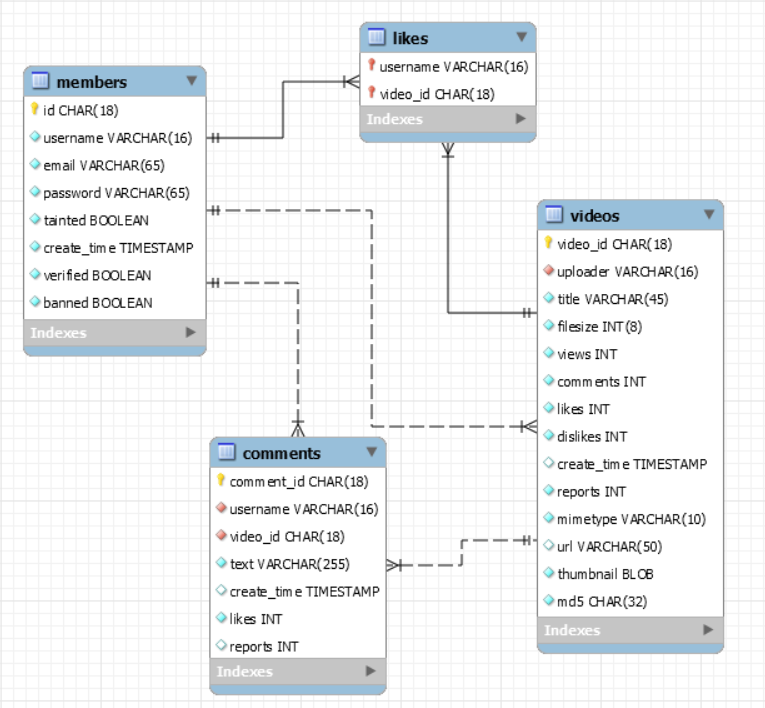 members
id CHAR(18)
username VARCHAR(16)
email VARCHAR(65)
password VARCHAR(65)
tainted BOOLEAN
create_time TIMESTAMP
verified BOOLEAN
banned BOOLEAN
Indexes
likes
username VARCHAR(16)
video_id CHAR(18)
Indexes
videos
video_id CHAR(18)
uploader VARCHAR(16)
title VARCHAR(45)
filesize INT(8)
views INT
comments INT
likes INT
dislikes INT
create_time TIMESTAMP
reports INT
mimetype VARCHAR(10)
url VARCHAR(50)
thumbnail BLOB
md5 CHAR(32)
Indexes
comments
comment_id CHAR(18)
username VARCHAR(16)
video_id CHAR(18)
text VARCHAR(255)
create_time TIMESTAMP
likes INT
reports INT
Indexes